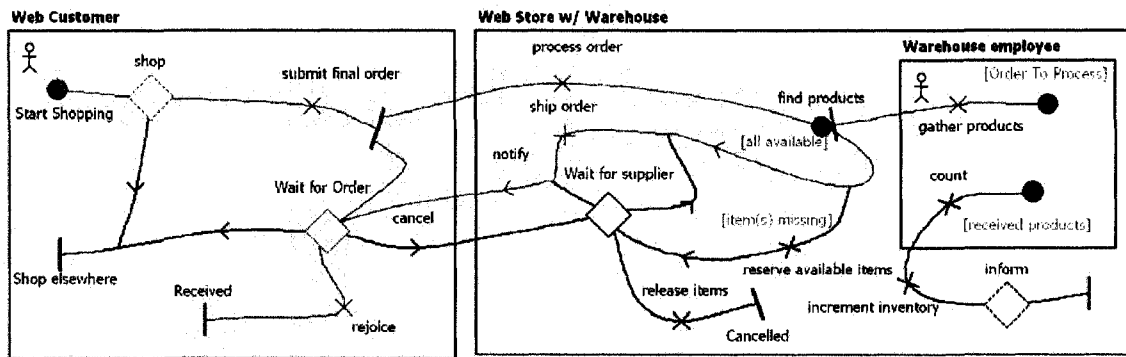 Web Customer
Web Store w/ Warehouse
process order
Warehouse employee
shop
submit final order
[Order To Process]
ship order
find products
Start Shopping
gather products
[all available]
notify
Wait for supplier
count
Wait for Order
cancel
[item(s) missing]
[received products]
Shop elsewhere
reserve available items
inform
Received
release items
increment inventory
rejoice
Cancelled